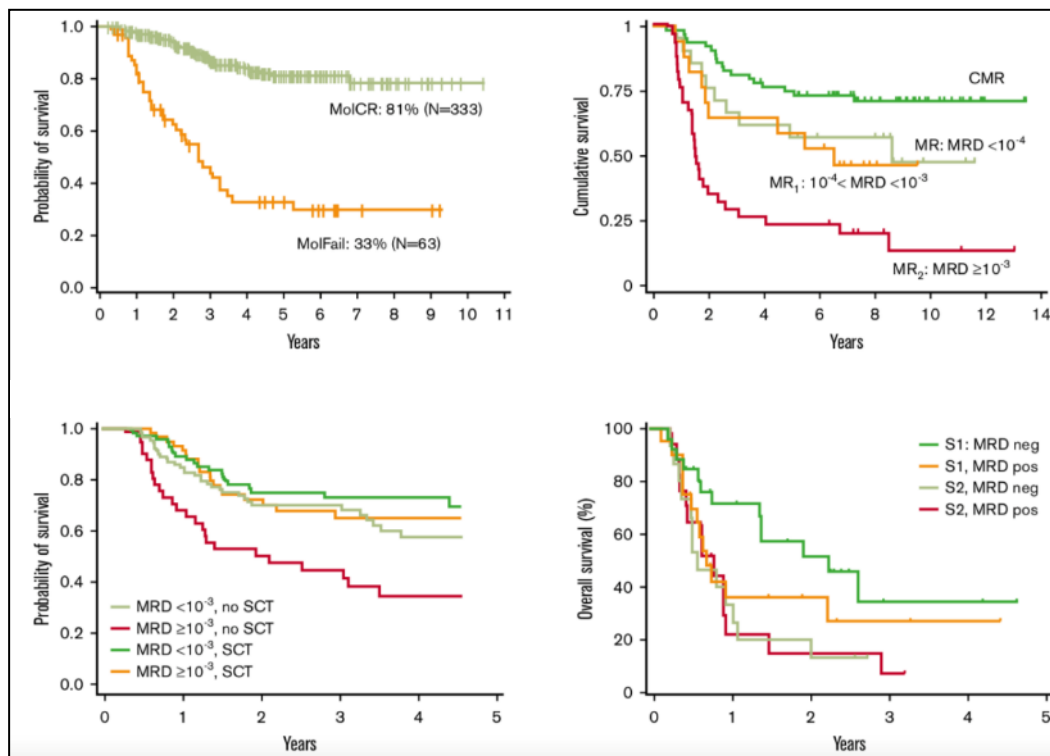 Probability of survival
1.0
0.8
0.6
0.4
0.2
0.0
MolCR: 81% (N=333)
MolFail: 33% (N=63)
0 1 2 3 4 5 6 7 8 9 10 11
Years
Cumulative survival
1
0.75
0.50
0.25
0
CMR
MR: MRD <10⁻⁴
MR₁: 10⁻⁴< MRD <10⁻³
MR₂: MRD ≥10⁻³
0 2 4 6 8 10 12 14
Years
Probability of survival
1.0
0.8
0.6
0.4
0.2
0.0
MRD <10⁻³, no SCT
MRD ≥10⁻³, no SCT
MRD <10⁻³, SCT
MRD ≥10⁻³, SCT
0 1 2 3 4 5
Years
Overall survival (%)
100
80
60
40
20
0
S1: MRD neg
S1, MRD pos
S2, MRD neg
S2, MRD pos
0 1 2 3 4 5
Years